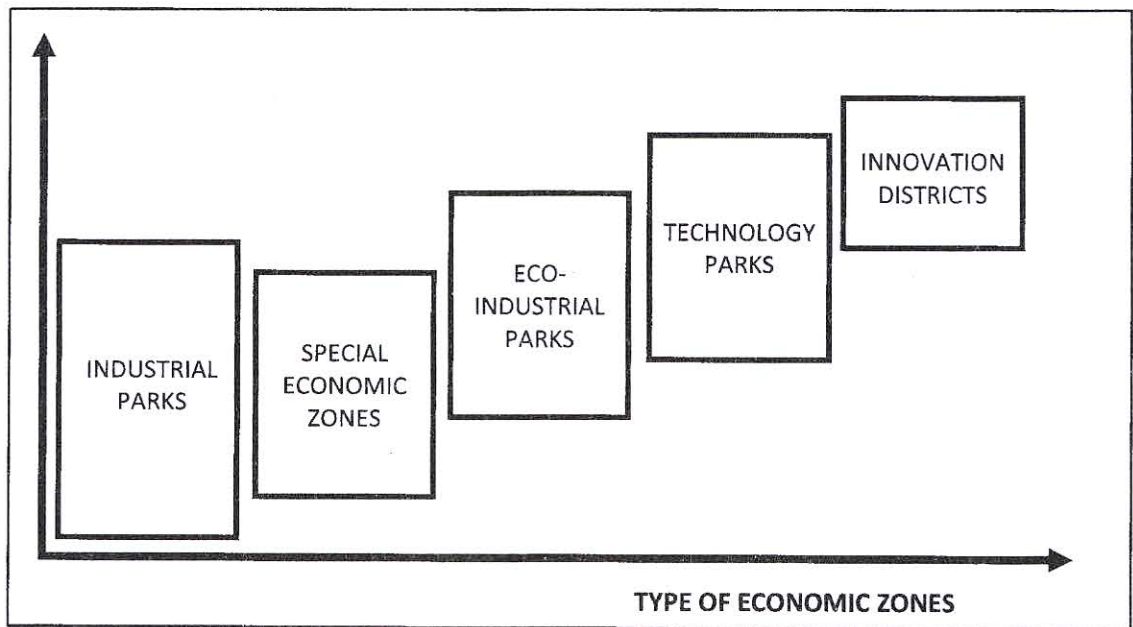 INDUSTRIAL
PARKS
SPECIAL
ECONOMIC
ZONES
ECO-
INDUSTRIAL
PARKS
TECHNOLOGY
PARKS
INNOVATION
DISTRICTS
TYPE OF ECONOMIC ZONES